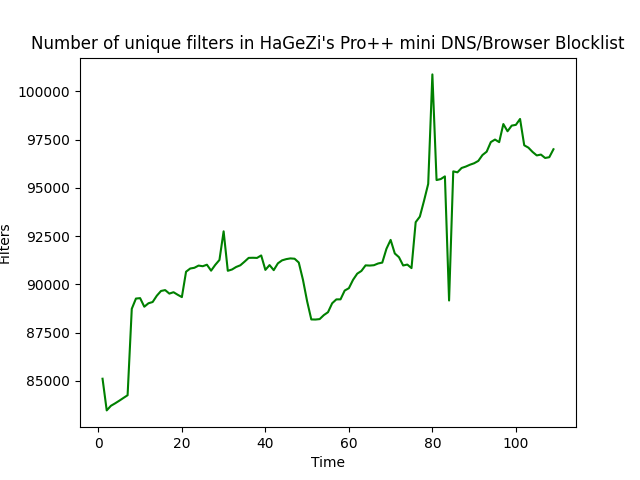 Number of unique filters in HaGeZi's Pro++ mini DNS/Browser Blocklist
100000
97500
95000
92500
90000
87500
85000
Filters
0 20 40 60 80 100
Time